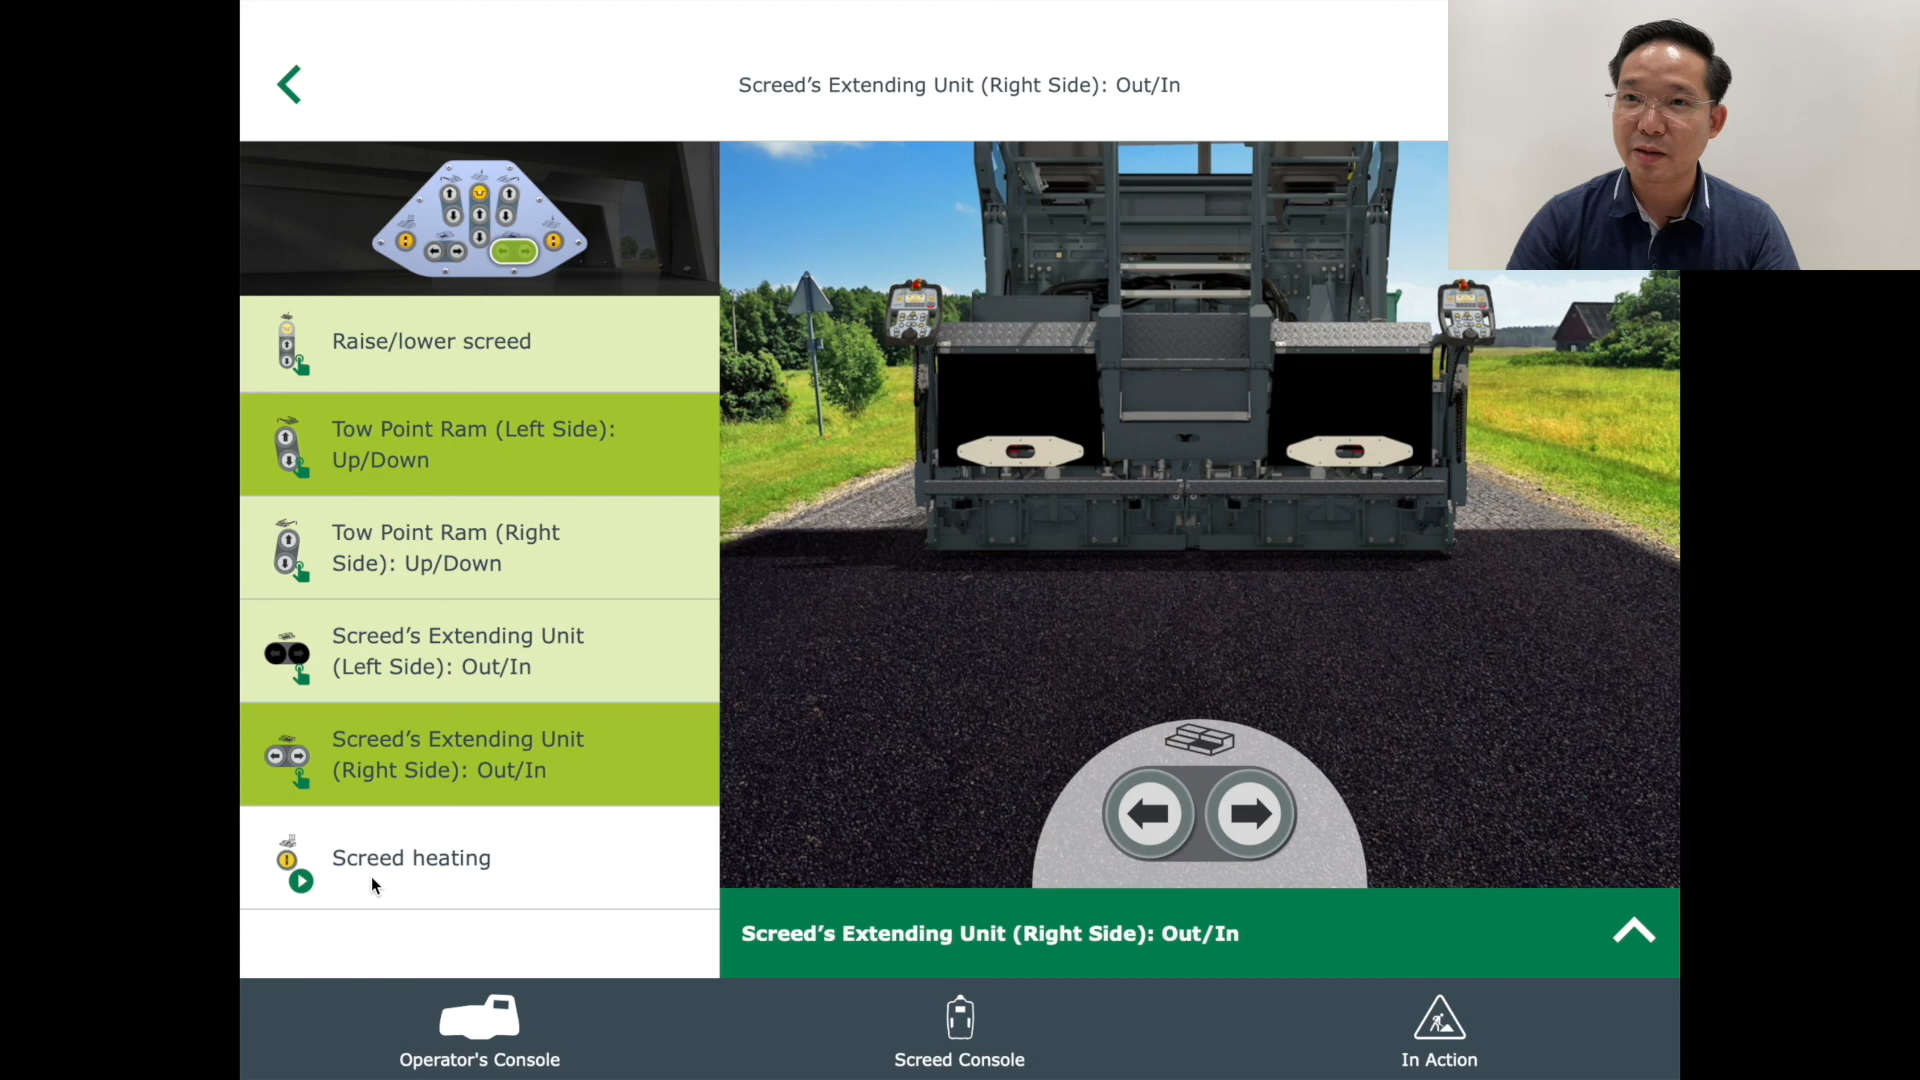 Screed’s Extending Unit (Right Side): Out/In
Raise/lower screed
Tow Point Ram (Left Side):
Up/Down
Tow Point Ram (Right
Side): Up/Down
Screed’s Extending Unit
(Left Side): Out/In
Screed’s Extending Unit
(Right Side): Out/In
Screed heating
Screed’s Extending Unit (Right Side): Out/In
Operator's Console
Screed Console
In Action